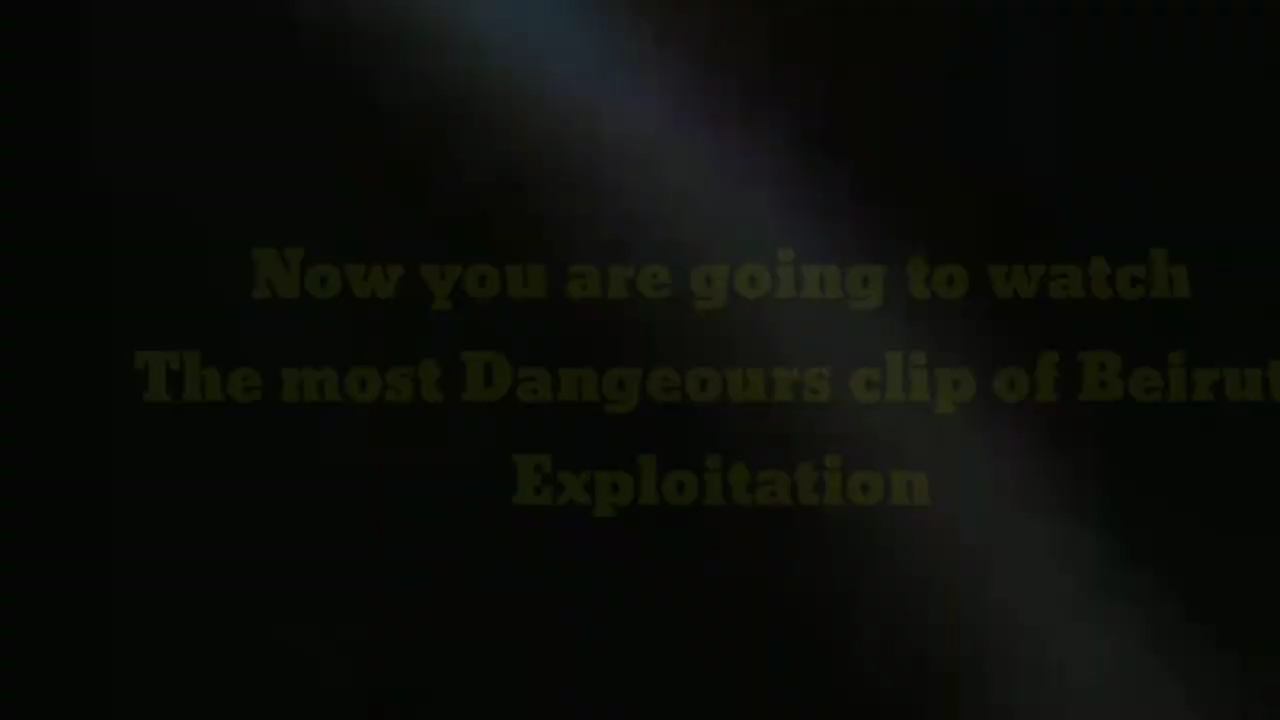 Now you are going to watch
The most Dangeours clip of Beirut
Exploitation